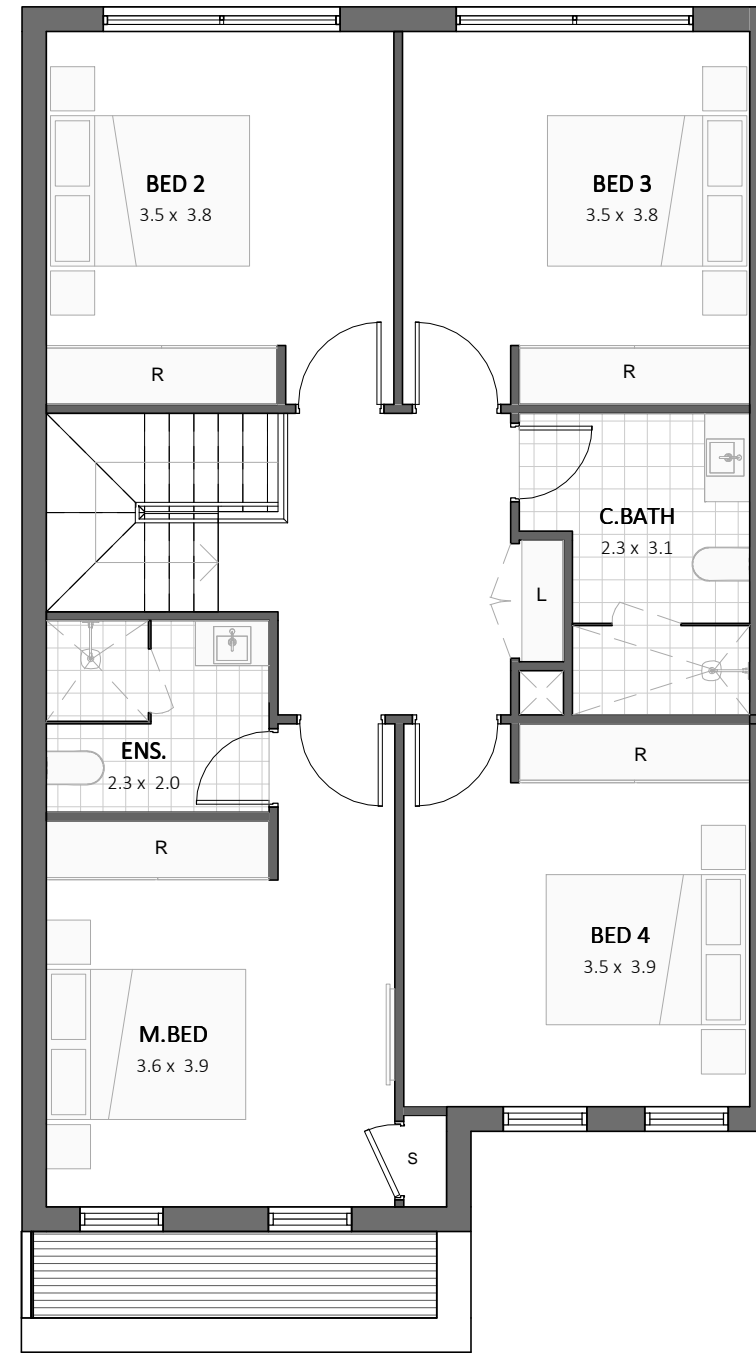 BED 2
3.5 x 3.8
BED 3
3.5 x 3.8
R
R
C.BATH
2.3 x 3.1
L
ENS.
2.3 x 2.0
R
R
BED 4
3.5 x 3.9
M.BED
3.6 x 3.9
S